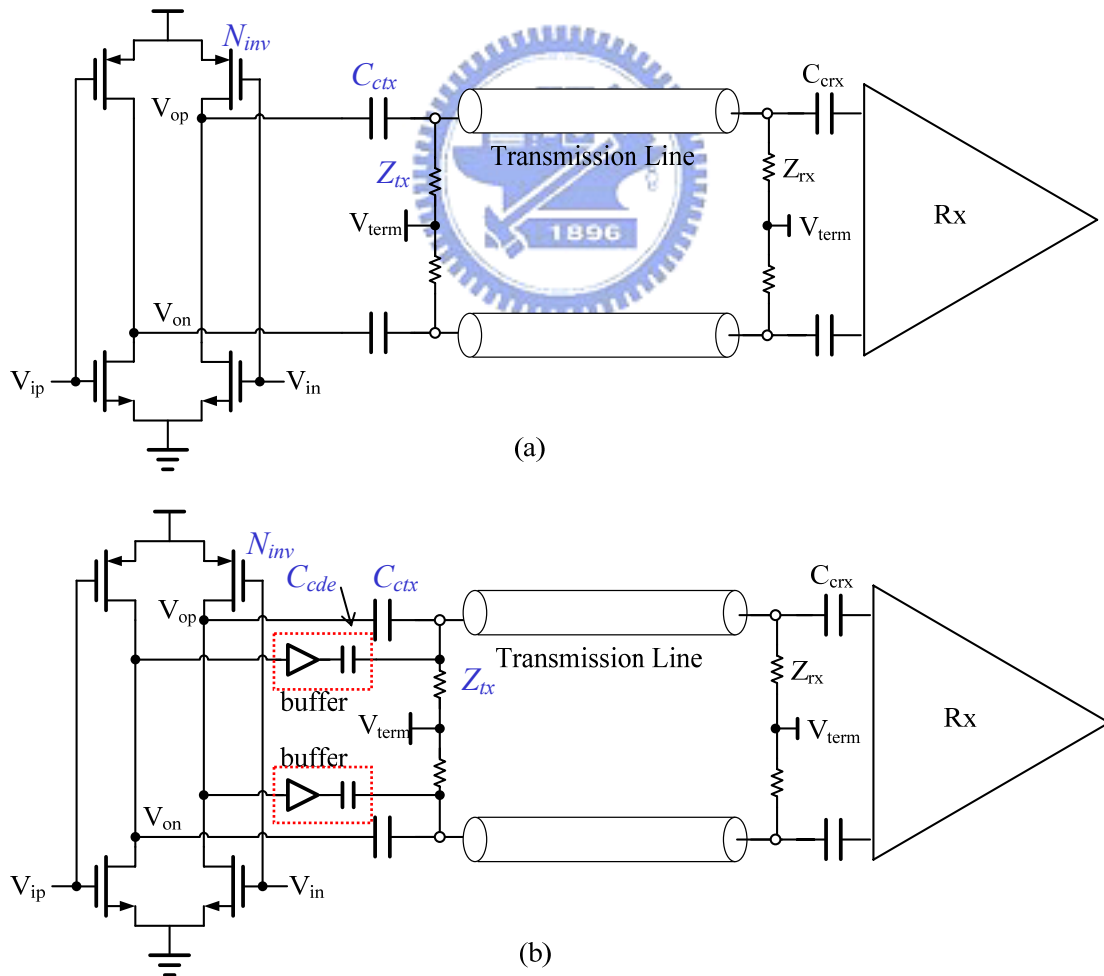 N_inv
C_ctx
C_crx
V_op
Transmission Line
Z_tx
Z_rx
V_term
V_term
Rx
1896
V_on
V_ip
V_in
(a)
N_inv
C_cde
C_ctx
C_crx
V_op
Transmission Line
Z_tx
Z_rx
buffer
V_term
V_term
Rx
buffer
V_on
V_ip
V_in
(b)